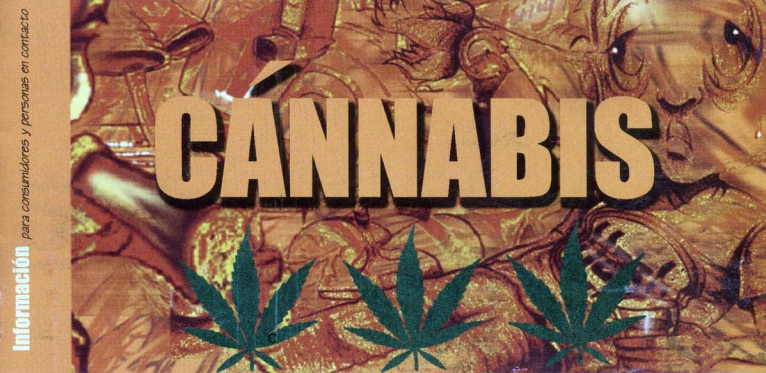 CÁNNABIS
Información para consumidores y personas en contacto
C